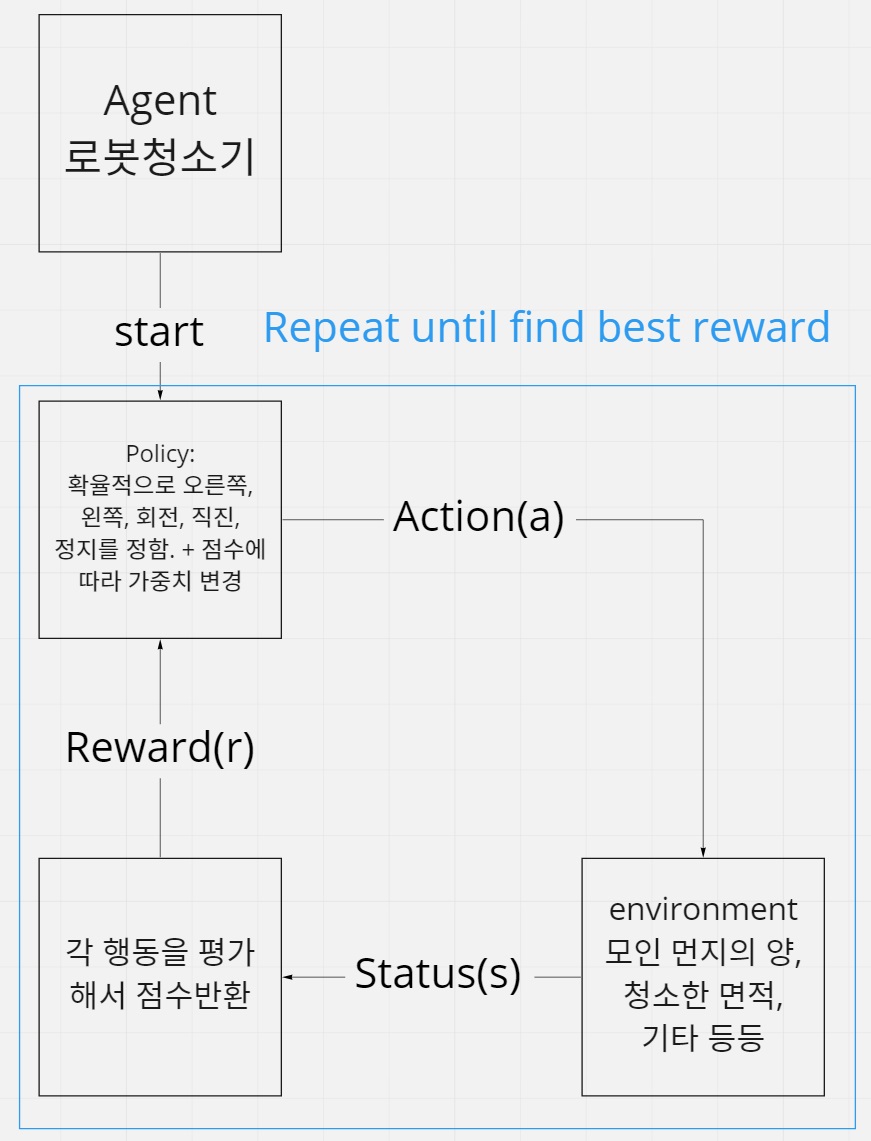 Agent
로봇청소기
start
Repeat until find best reward
Policy:
확율적으로 오른쪽,
왼쪽, 회전, 직진,
정지를 정함. + 점수에
따라 가중치 변경
Action(a)
Reward(r)
각 행동을 평가
해서 점수반환
Status(s)
environment
모인 먼지의 양,
청소한 면적,
기타 등등